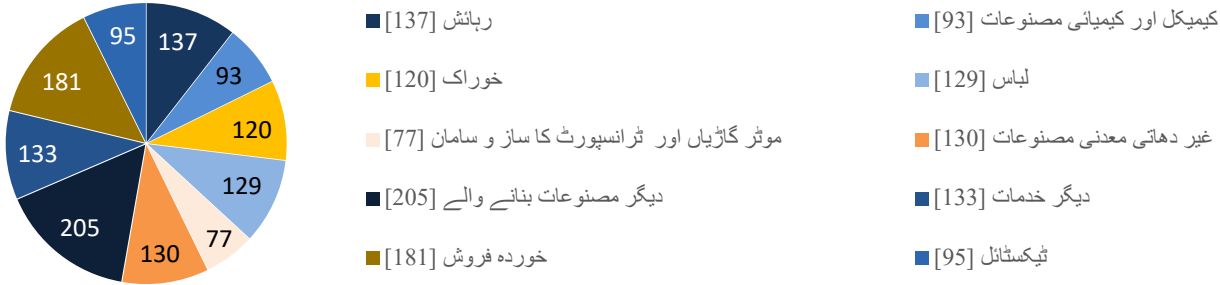 137
93
120
129
77
130
205
133
181
95
رہائش [137]
کیمیکل اور کیمیائی مصنوعات [93]
خوراک [120]
لباس [129]
موٹر گاڑیاں اور ٹرانسپورٹ کا ساز و سامان [77]
غیر دھاتی معدنی مصنوعات [130]
دیگر مصنوعات بنانے والے [205]
دیگر خدمات [133]
خوردہ فروش [181]
ٹیکسٹائل [95]